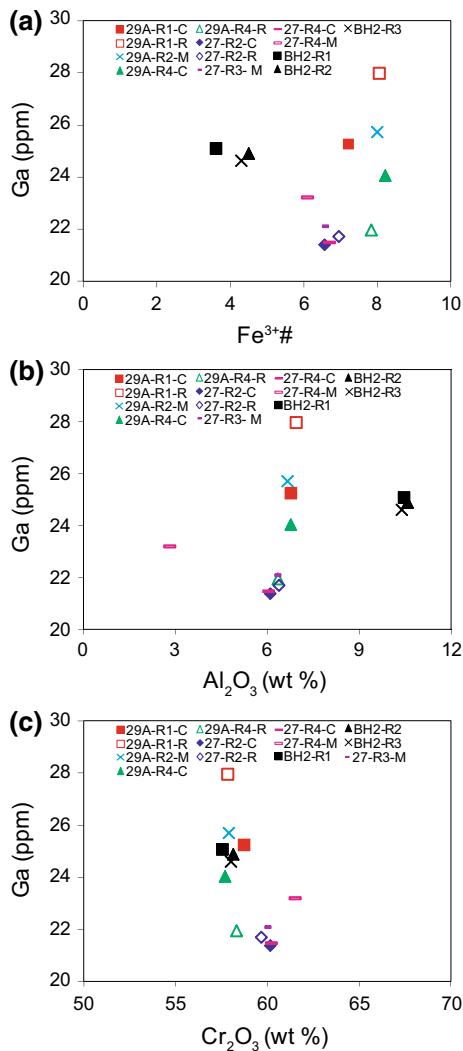 (a)
29A-R1-C 29A-R4-R 27-R4-C BH2-R3
29A-R1-R 27-R2-C 27-R4-M
29A-R2-M 27-R2-R BH2-R1
29A-R4-C 27-R3- M BH2-R2
30
28
26
24
22
20
Ga (ppm)
0 2 4 6 8 10
Fe³⁺#
(b)
29A-R1-C 29A-R4-R 27-R4-C BH2-R2
29A-R1-R 27-R2-C 27-R4-M BH2-R3
29A-R2-M 27-R2-R BH2-R1
29A-R4-C 27-R3- M
30
28
26
24
22
20
Ga (ppm)
0 3 6 9 12
Al₂O₃ (wt %)
(c)
29A-R1-C 29A-R4-R 27-R4-C BH2-R2
29A-R1-R 27-R2-C 27-R4-M BH2-R3
29A-R2-M 27-R2-R BH2-R1 27-R3-M
29A-R4-C
30
28
26
24
22
20
Ga (ppm)
50 55 60 65 70
Cr₂O₃ (wt %)